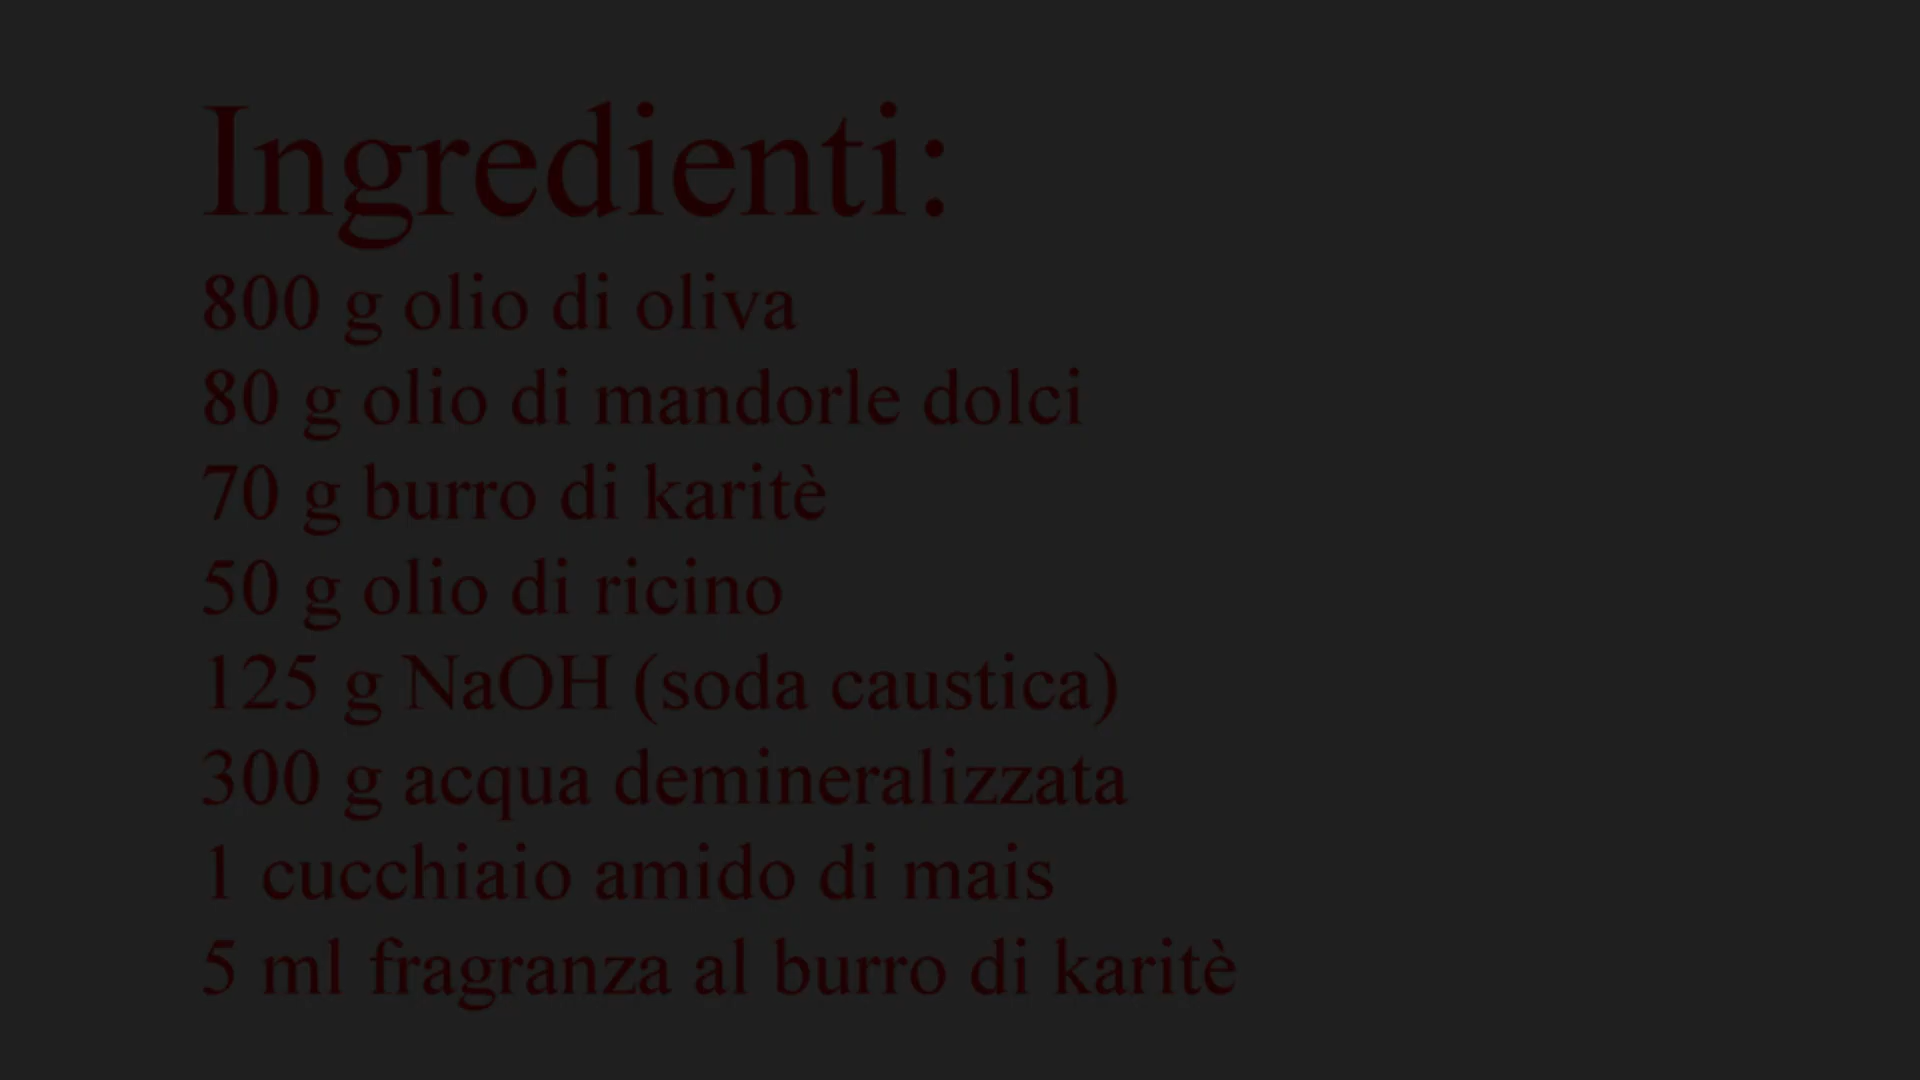 Ingredienti:
800 g olio di oliva
80 g olio di mandorle dolci
70 g burro di karitè
50 g olio di ricino
125 g NaOH (soda caustica)
300 g acqua demineralizzata
1 cucchiaio amido di mais
5 ml fragranza al burro di karitè